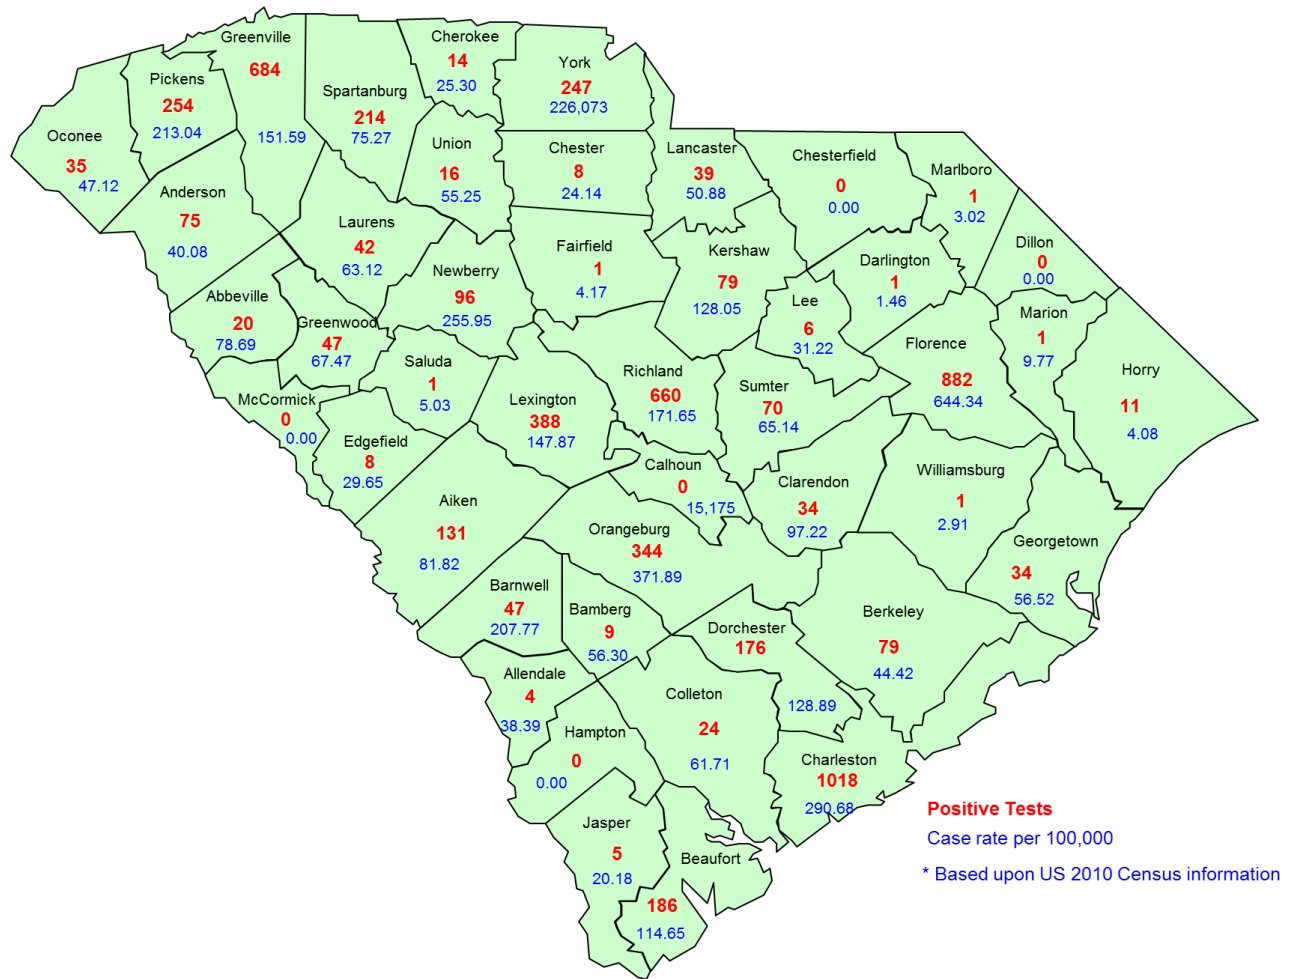 Greenville
684
151.59
Cherokee
14
25.30
York
247
226,073
Pickens
254
213.04
Spartanburg
214
75.27
Oconee
35
47.12
Union
16
55.25
Chester
8
24.14
Lancaster
39
50.88
Chesterfield
0
0.00
Marlboro
1
3.02
Anderson
75
40.08
Laurens
42
63.12
Dillon
0
0.00
Fairfield
1
4.17
Kershaw
79
128.05
Darlington
1
1.46
Newberry
96
255.95
Abbeville
20
78.69
Greenwood
47
67.47
Lee
6
31.22
Marion
1
9.77
Florence
882
644.34
Saluda
1
5.03
Richland
660
171.65
Sumter
70
65.14
Horry
11
4.08
McCormick
0
0.00
Lexington
388
147.87
Edgefield
8
29.65
Calhoun
0
15,175
Williamsburg
1
2.91
Clarendon
34
97.22
Aiken
131
81.82
Orangeburg
344
371.89
Georgetown
34
56.52
Barnwell
47
207.77
Bamberg
9
56.30
Berkeley
79
44.42
Dorchester
176
128.89
Allendale
4
38.39
Colleton
24
61.71
Hampton
0
0.00
Charleston
1018
290.68
Jasper
5
20.18
Beaufort
186
114.65
Positive Tests
Case rate per 100,000
* Based upon US 2010 Census information